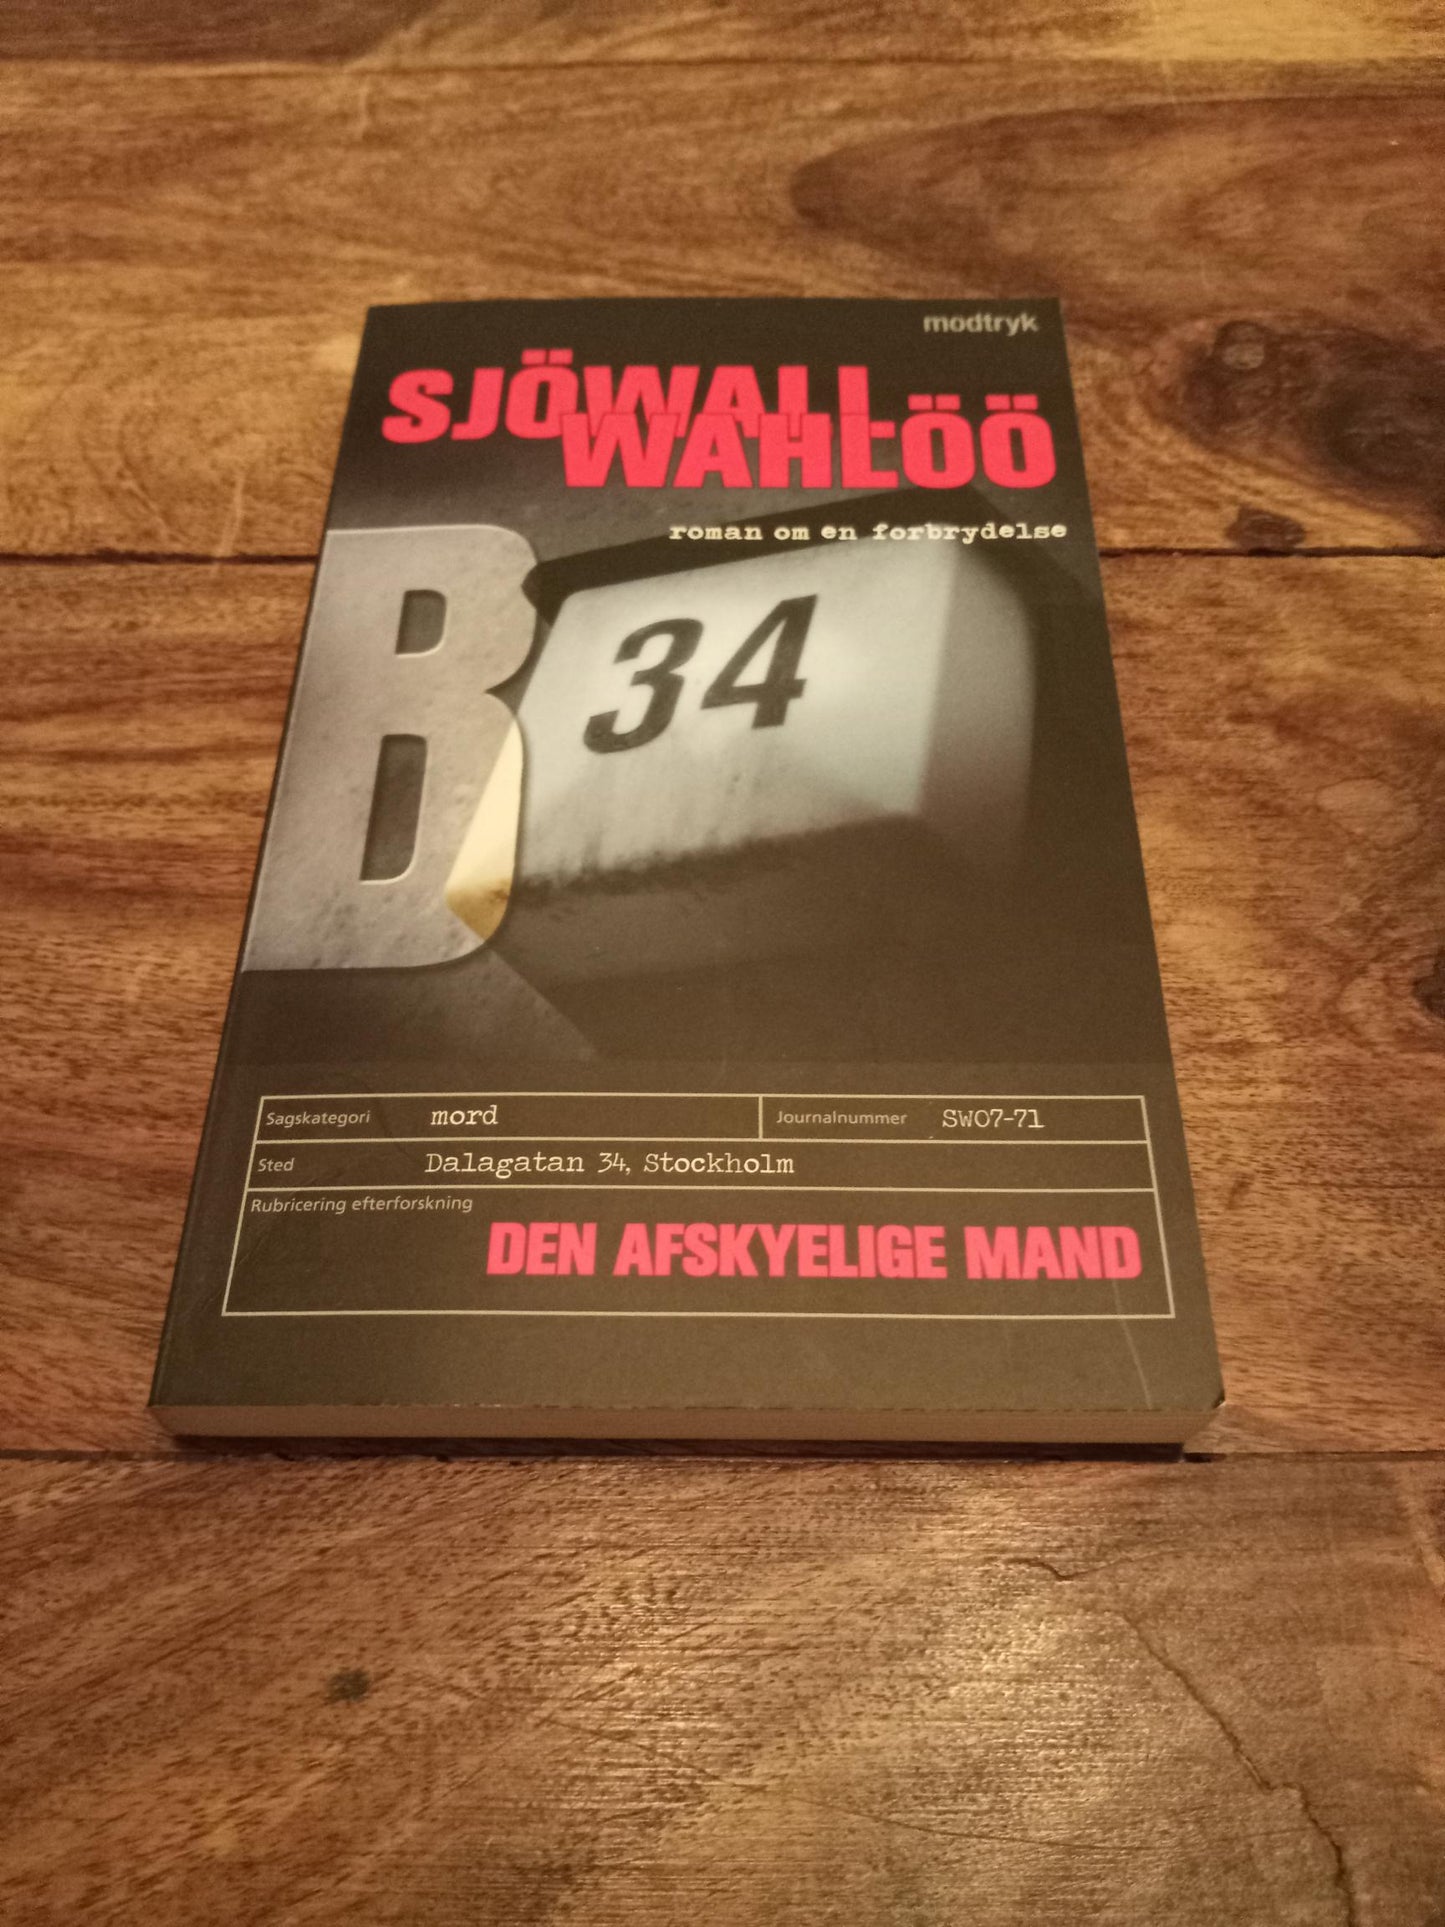 modtryk
SJÖWALL
WAHLÖÖ
roman om en forbrydelse
B
34
Sagskategori mord Journalnummer SW07-71
Sted Dalagatan 34, Stockholm
Rubricering efterforskning
DEN AFSKYELIGE MAND